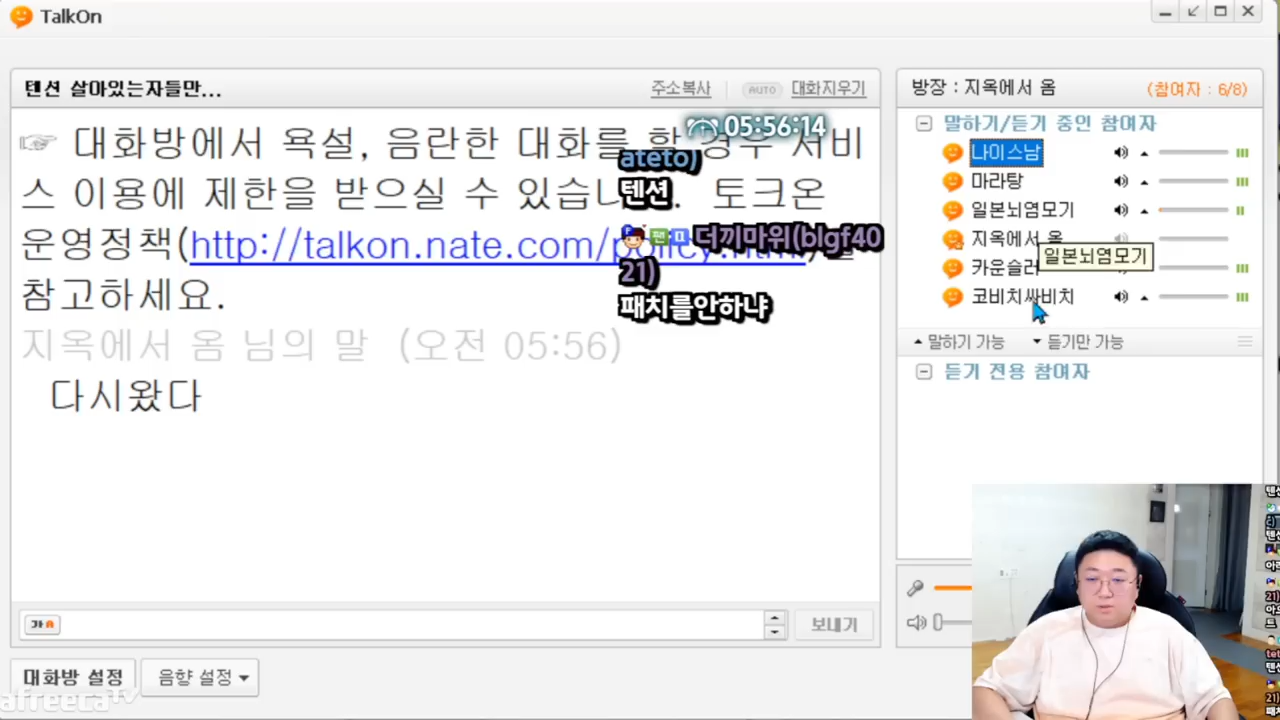 TalkOn
텐션 살아있는자들만...
주소복사
AUTO
대화지우기
05:56:14
☞ 대화방에서 욕설, 음란한 대화를 할 경우 서비
스 이용에 제한을 받으실 수 있습니 . 토크온
운영정책(http://talkon.nate.com/policy.html)을
참고하세요.
지옥에서 옴 님의 말 (오전 05:56)
다시왔다
ateto)
텐션
더끼마위(blgf40
21)
패치를안하냐
보내기
가
대화방 설정
음향 설정
afreecaTV
방장 : 지옥에서 옴
(참여자 : 6/8)
말하기/듣기 중인 참여자
나이스남
마라탕
일본뇌염모기
지옥에서 옴
일본뇌염모기
카운슬러
코비치싸비치
말하기 가능
듣기만 가능
듣기 전용 참여자